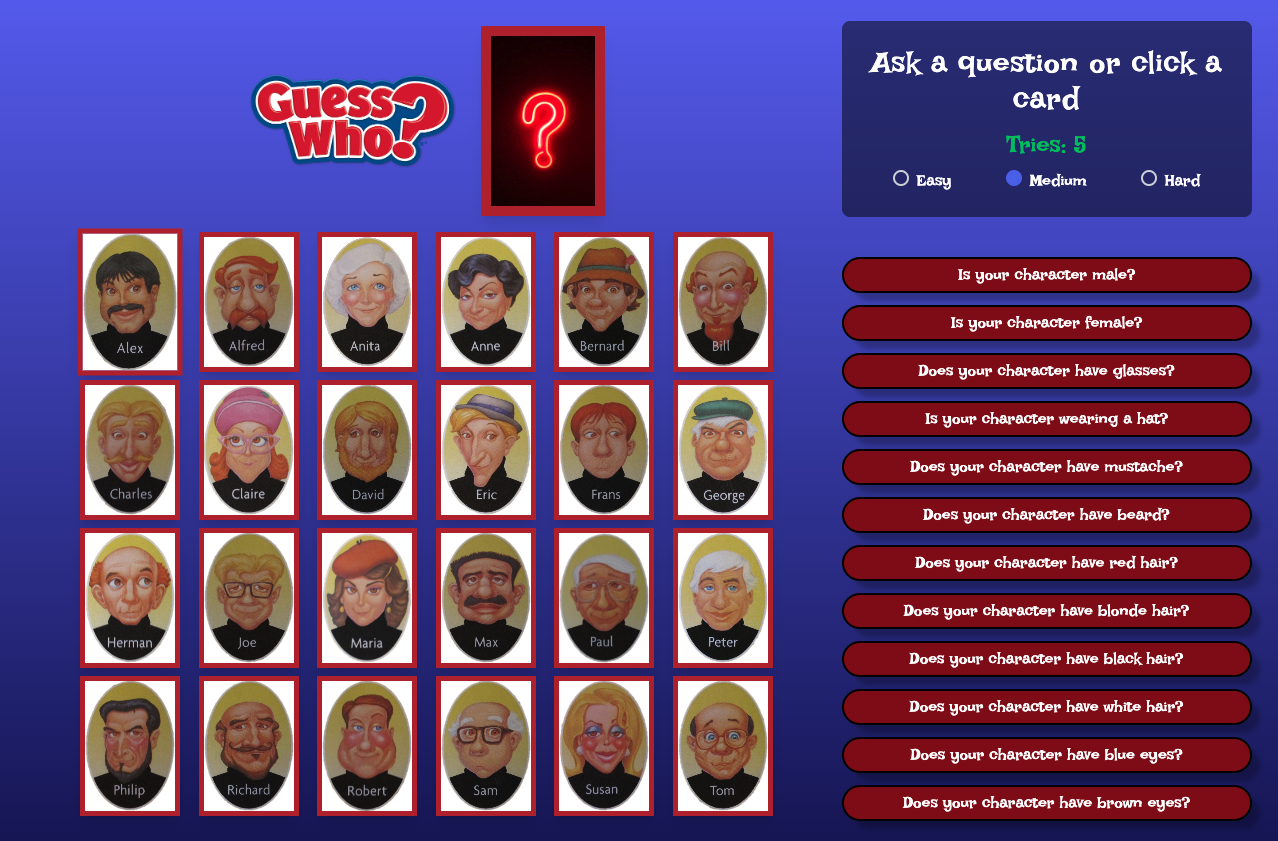 Guess
Who?
Ask a question or click a
card
Tries: 5
Easy
Medium
Hard
Alex
Alfred
Anita
Anne
Bernard
Bill
Charles
Claire
David
Eric
Frans
George
Herman
Joe
Maria
Max
Paul
Peter
Philip
Richard
Robert
Sam
Susan
Tom
Is your character male?
Is your character female?
Does your character have glasses?
Is your character wearing a hat?
Does your character have mustache?
Does your character have beard?
Does your character have red hair?
Does your character have blonde hair?
Does your character have black hair?
Does your character have white hair?
Does your character have blue eyes?
Does your character have brown eyes?